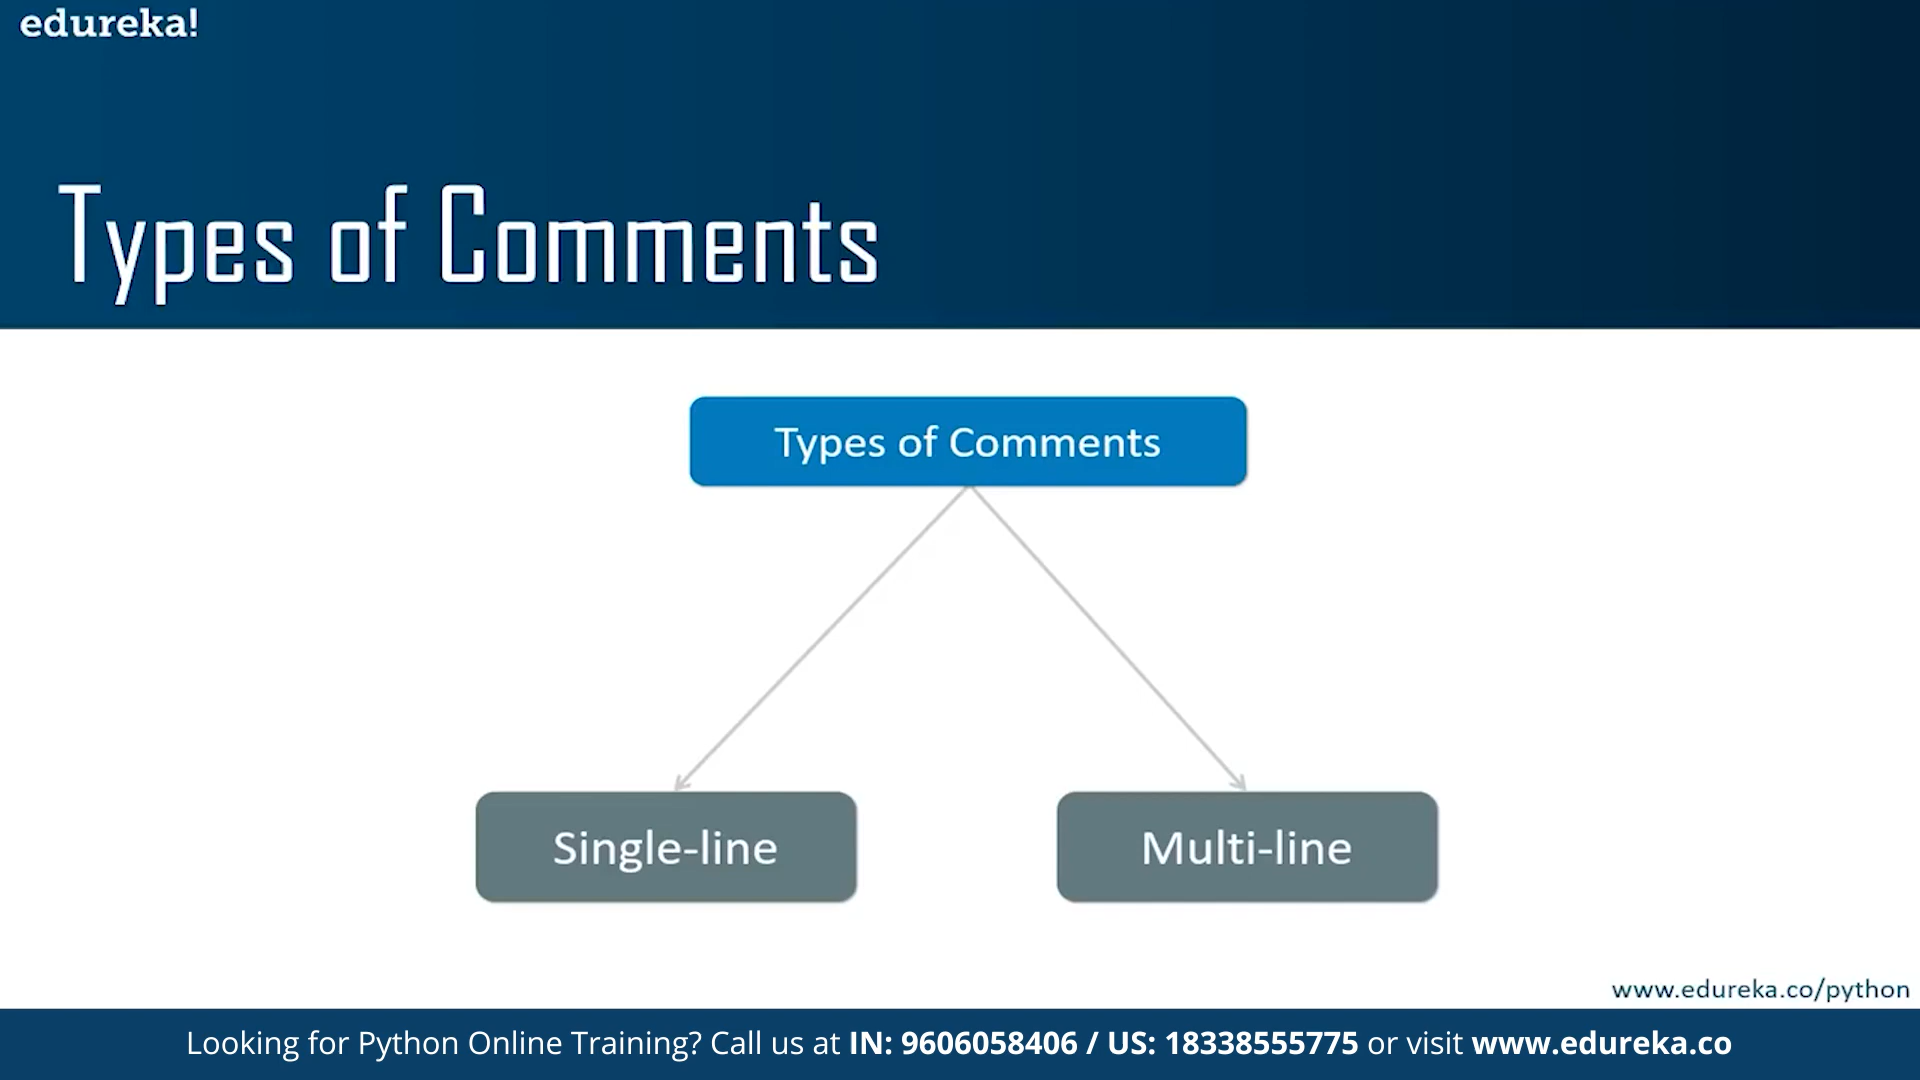 edureka!
Types of Comments
Types of Comments
Single-line
Multi-line
www.edureka.co/python
Looking for Python Online Training? Call us at IN: 9606058406 / US: 18338555775 or visit www.edureka.co